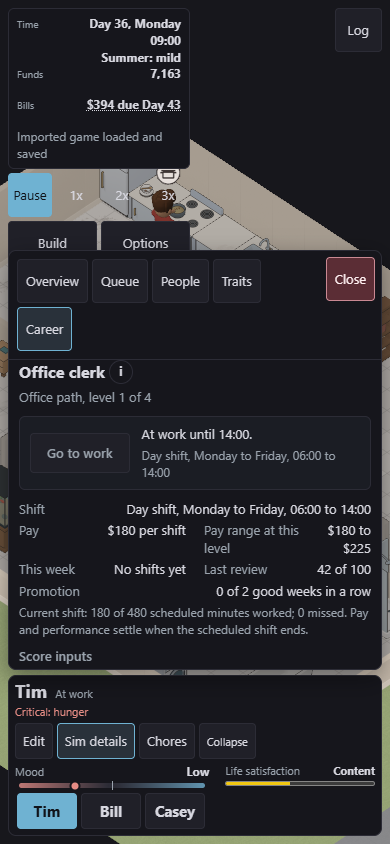 Time Day 36, Monday
09:00
Summer: mild
Funds 7,163
Bills $394 due Day 43
Imported game loaded and
saved
Log
Pause 1x 2x 3x
Build Options
Overview Queue People Traits Close
Career
Office clerk i
Office path, level 1 of 4
Go to work
At work until 14:00.
Day shift, Monday to Friday, 06:00 to
14:00
Shift Day shift, Monday to Friday, 06:00 to 14:00
Pay $180 per shift Pay range at this $180 to
level $225
This week No shifts yet Last review 42 of 100
Promotion 0 of 2 good weeks in a row
Current shift: 180 of 480 scheduled minutes worked; 0 missed. Pay
and performance settle when the scheduled shift ends.
Score inputs
Tim At work
Critical: hunger
Edit Sim details Chores Collapse
Mood Low Life satisfaction Content
Tim Bill Casey